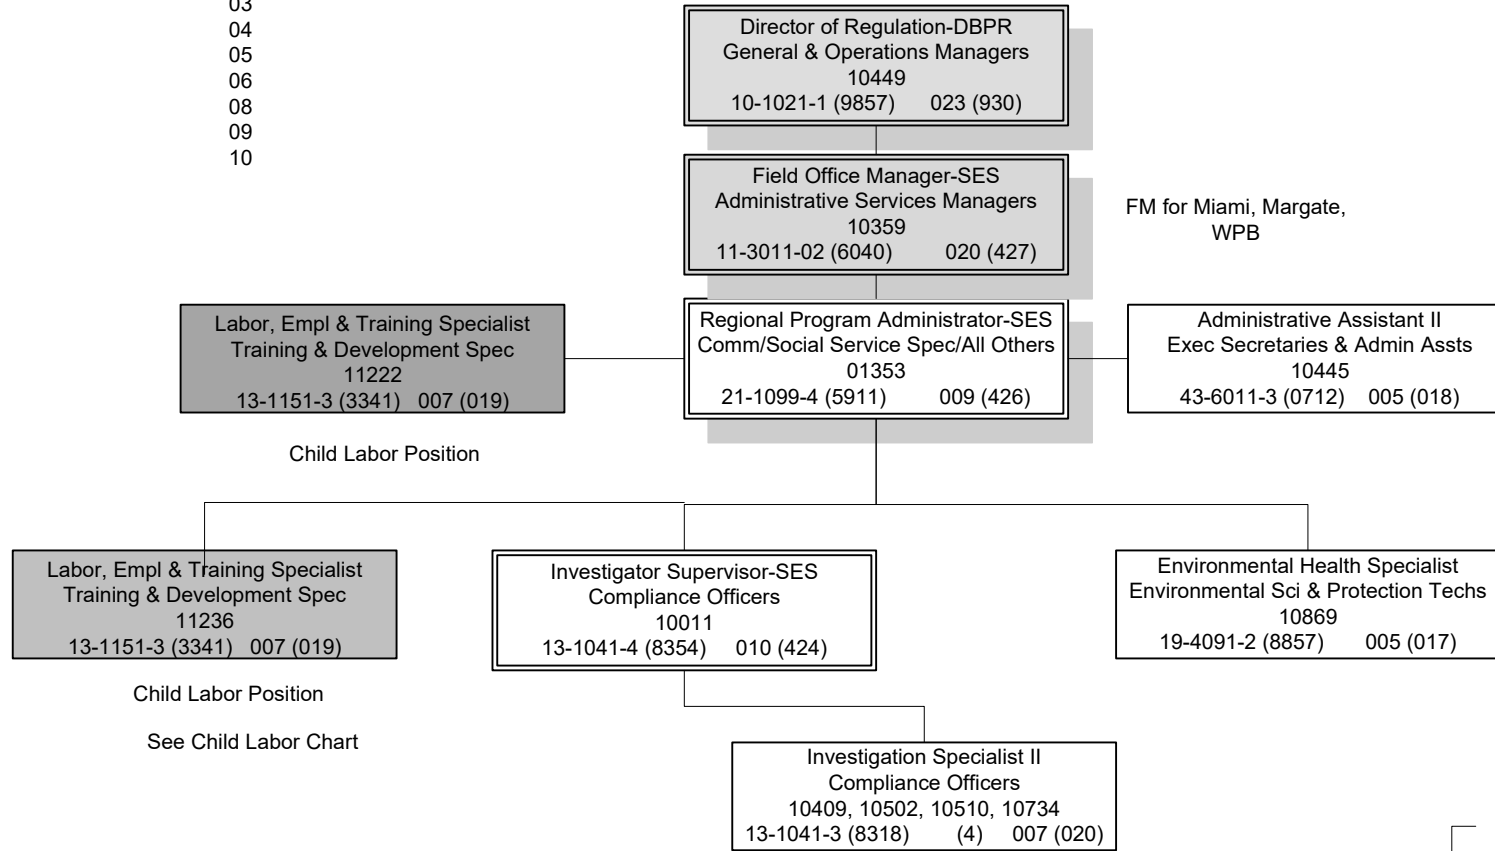 03
04
05
06
08
09
10
Director of Regulation-DBPR
General & Operations Managers
10449
10-1021-1 (9857) 023 (930)
Field Office Manager-SES
Administrative Services Managers
10359
11-3011-02 (6040) 020 (427)
FM for Miami, Margate,
WPB
Labor, Empl & Training Specialist
Training & Development Spec
11222
13-1151-3 (3341) 007 (019)
Child Labor Position
Regional Program Administrator-SES
Comm/Social Service Spec/All Others
01353
21-1099-4 (5911) 009 (426)
Administrative Assistant II
Exec Secretaries & Admin Assts
10445
43-6011-3 (0712) 005 (018)
Labor, Empl & Training Specialist
Training & Development Spec
11236
13-1151-3 (3341) 007 (019)
Child Labor Position
See Child Labor Chart
Investigator Supervisor-SES
Compliance Officers
10011
13-1041-4 (8354) 010 (424)
Environmental Health Specialist
Environmental Sci & Protection Techs
10869
19-4091-2 (8857) 005 (017)
Investigation Specialist II
Compliance Officers
10409, 10502, 10510, 10734
13-1041-3 (8318) (4) 007 (020)